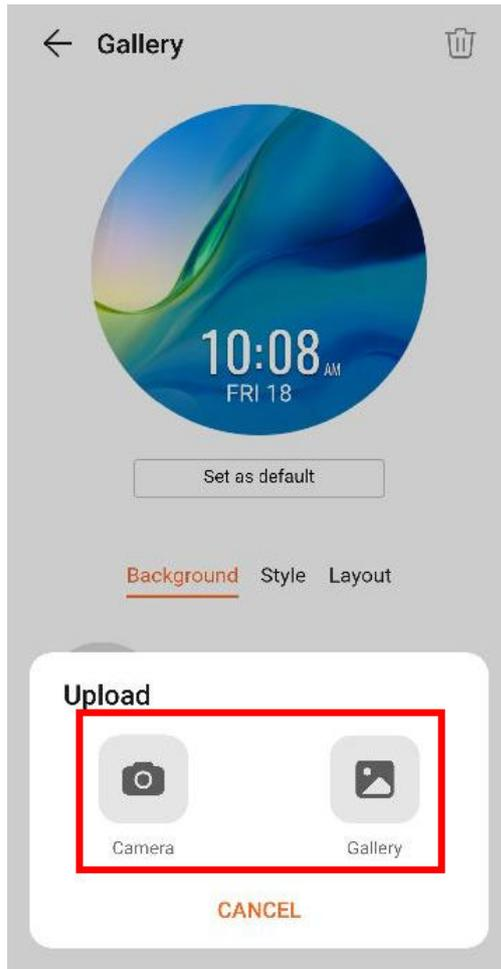 Gallery
10:08 AM
FRI 18
Set as default
Background Style Layout
Upload
Camera Gallery
CANCEL